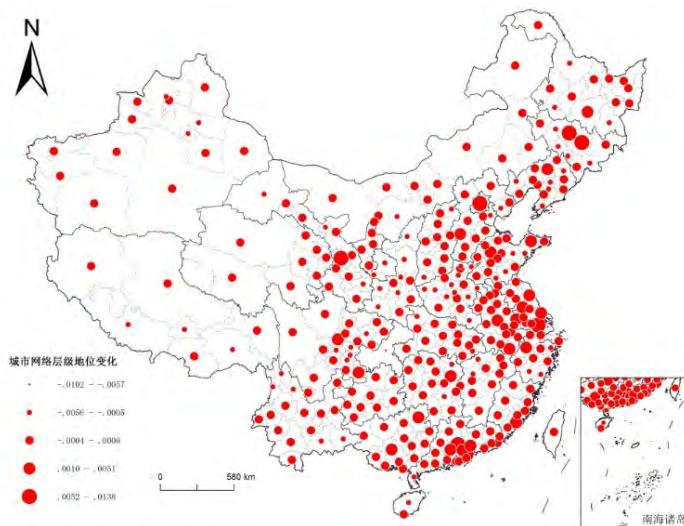 N
城市网络层级地位变化
-.0102 - -.0057
-.0056 - -.0005
-.0004 - .0009
.0010 - .0051
.0052 - .0138
0 580 km
南海诸岛